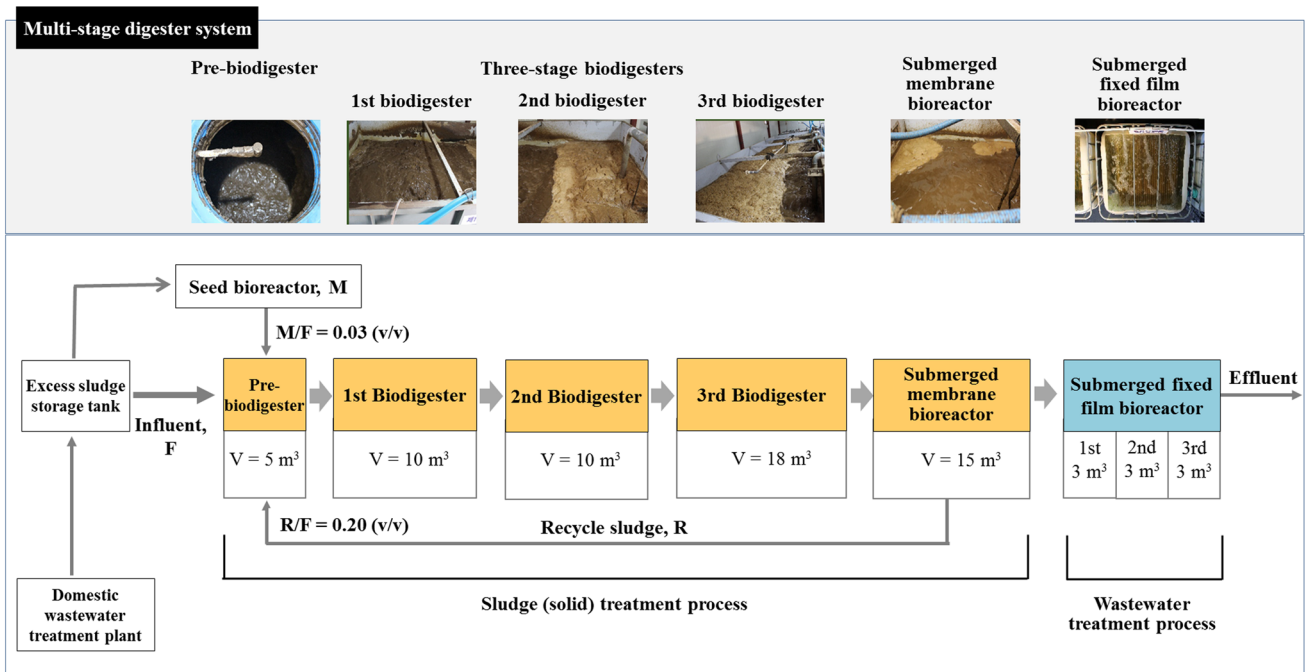 Multi-stage digester system
Pre-biodigester
Three-stage biodigesters
1st biodigester
2nd biodigester
3rd biodigester
Submerged
membrane
bioreactor
Submerged
fixed film
bioreactor
Seed bioreactor, M
M/F = 0.03 (v/v)
Excess sludge
storage tank
Influent,
F
Pre-
biodigester
V = 5 m³
1st Biodigester
V = 10 m³
2nd Biodigester
V = 10 m³
3rd Biodigester
V = 18 m³
Submerged
membrane
bioreactor
V = 15 m³
Submerged fixed
film bioreactor
1st
3 m³
2nd
3 m³
3rd
3 m³
Effluent
R/F = 0.20 (v/v)
Recycle sludge, R
Domestic
wastewater
treatment plant
Sludge (solid) treatment process
Wastewater
treatment process